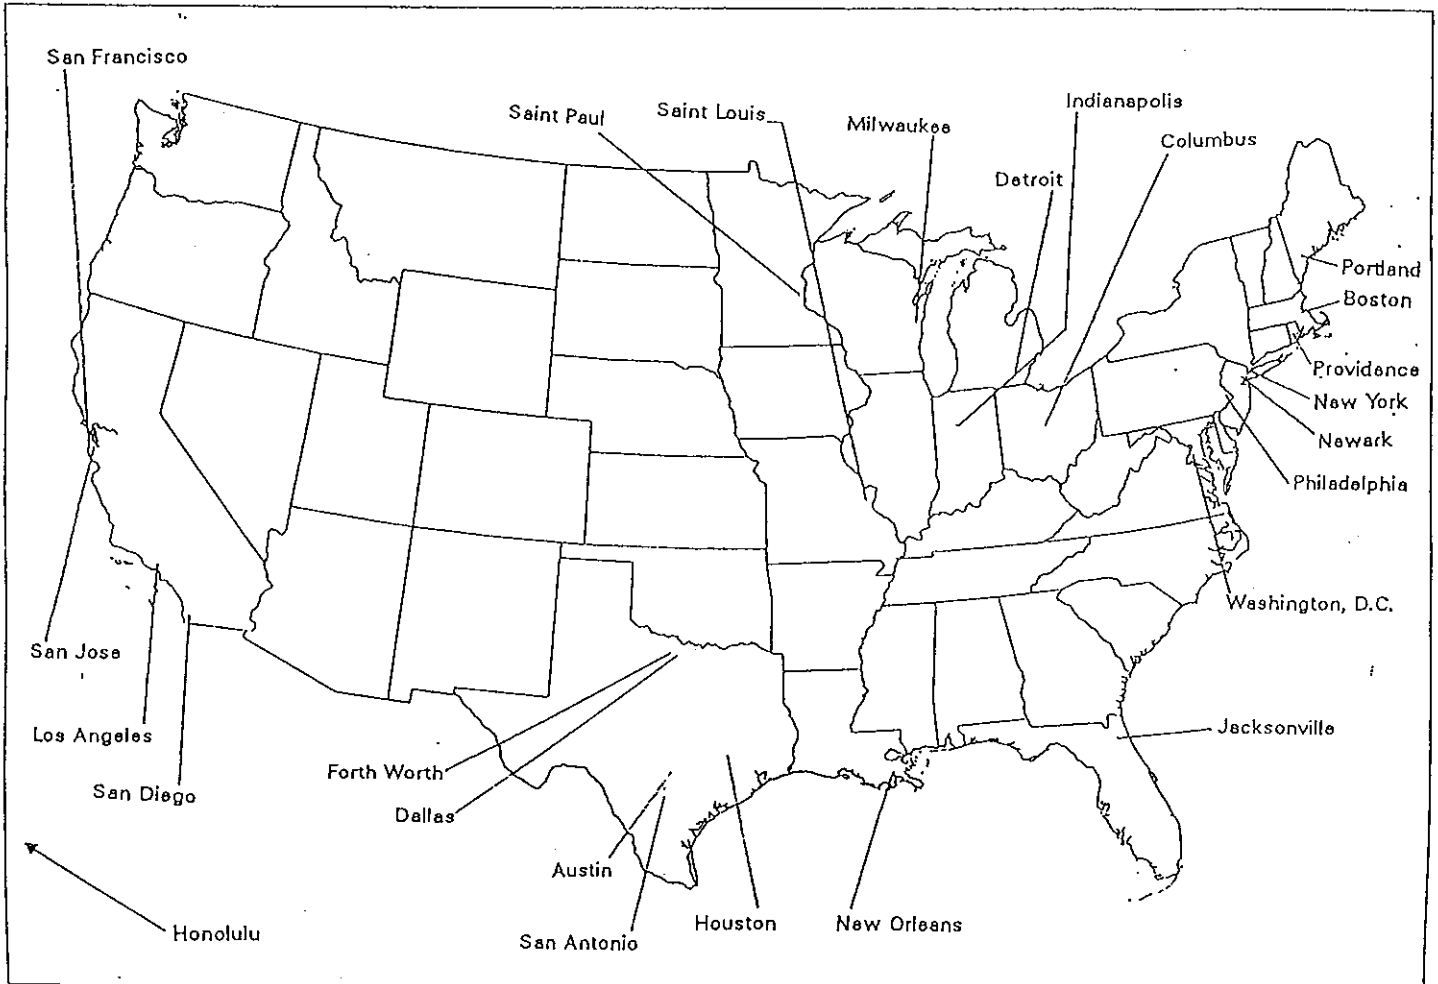 San Francisco
Saint Paul
Saint Louis
Milwaukee
Indianapolis
Columbus
Detroit
Portland
Boston
Providence
New York
Newark
Philadelphia
Washington, D.C.
San Jose
Los Angeles
San Diego
Forth Worth
Dallas
Austin
San Antonio
Houston
New Orleans
Jacksonville
Honolulu